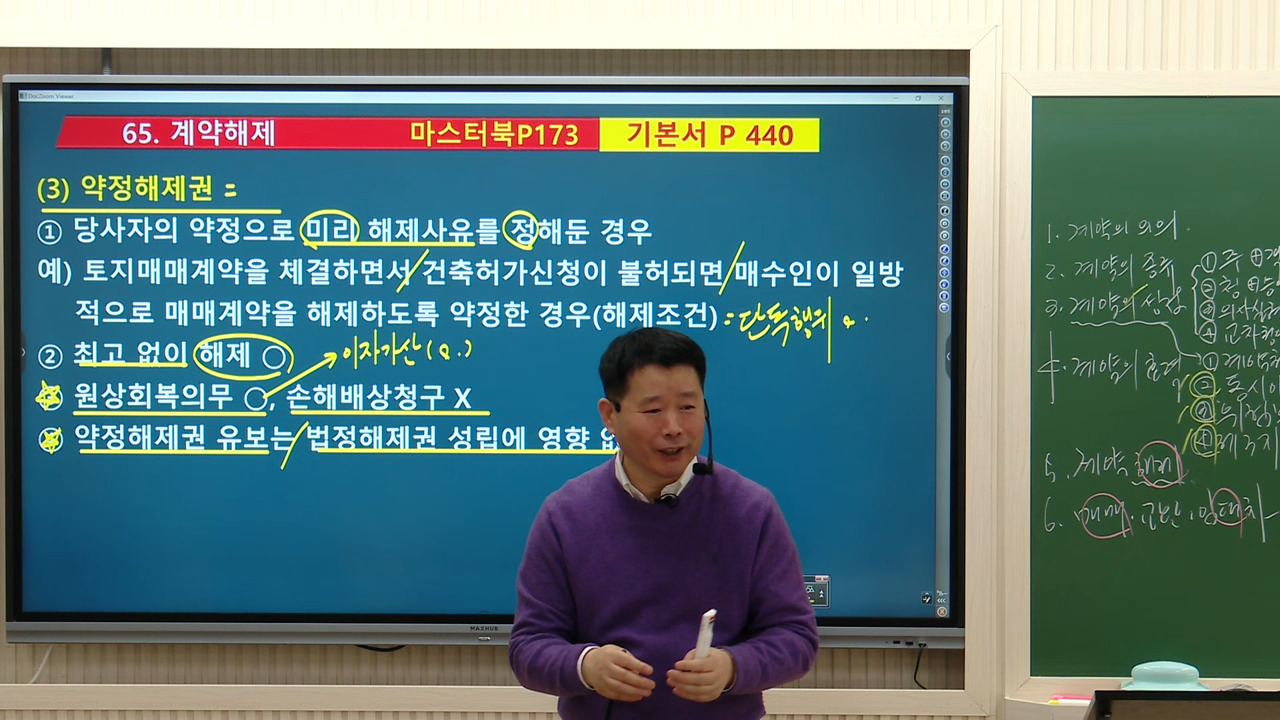 DocZoom Viewer
65. 계약해제 마스터북P173 기본서 P 440
(3) 약정해제권 =
① 당사자의 약정으로 미리 해제사유를 정해둔 경우
예) 토지매매계약을 체결하면서 건축허가신청이 불허되면 매수인이 일방
적으로 매매계약을 해제하도록 약정한 경우(해제조건) = 단독행위 o.
② 최고 없이 해제 ○ 이자가산(o.)
③ 원상회복의무 ○, 손해배상청구 X
④ 약정해제권 유보는 법정해제권 성립에 영향
MAXHUB
1. 계약의 의의.
2. 계약의 종류
3. 계약의 성립
4. 계약의 효력
5. 계약 해제
6. 매매. 교환. 임대차